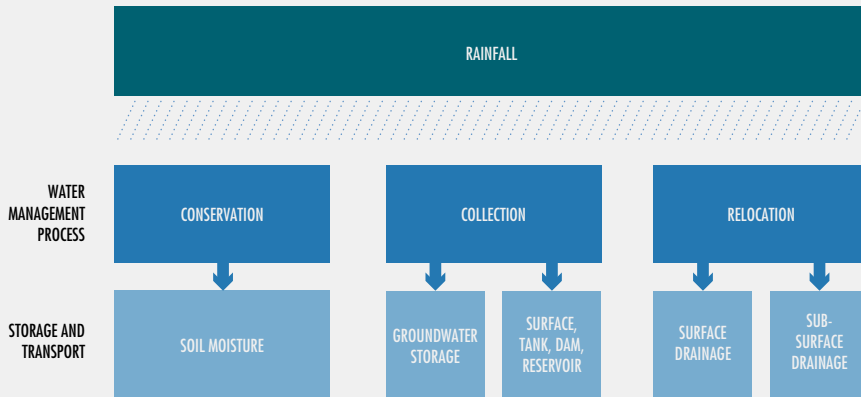 RAINFALL
WATER
MANAGEMENT
PROCESS
CONSERVATION
COLLECTION
RELOCATION
STORAGE AND
TRANSPORT
SOIL MOISTURE
GROUNDWATER
STORAGE
SURFACE,
TANK, DAM,
RESERVOIR
SURFACE
DRAINAGE
SUB-
SURFACE
DRAINAGE